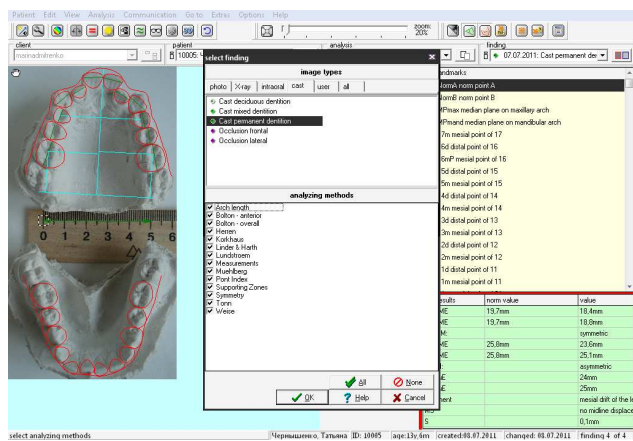 Patient Edit View Analysis Communication Go to Extras Options Help
zoom:
20%
client
patient
analysis
finding
marinadmihenko
10005:
07.07.2011: Cast permanent der
select finding
image types
photo X-ray intraoral cast user all
Cast deciduous dentition
Cast mixed dentition
Cast permanent dentition
Occlusion frontal
Occlusion lateral
analyzing methods
Arch length
Bolton - anterior
Bolton - overall
Herren
Korkhaus
Linder & Harth
Lundstroem
Measurements
Muehlberg
Pont Index
Supporting Zones
Symmetry
Tonn
Weise
All
None
OK
Help
Cancel
andmarks
NormA norm point A
NormB norm point B
MPmax median plane on maxillary arch
MPmand median plane on mandibular arch
7m mesial point of 17
6d distal point of 16
6mP mesial point of 16
5d distal point of 15
5m mesial point of 15
4d distal point of 14
4m mesial point of 14
3d distal point of 13
3m mesial point of 13
2d distal point of 12
2m mesial point of 12
1d distal point of 11
1m mesial point of 11
esults norm value value
ME 19,7mm 18,4mm
ME 19,7mm 18,8mm
M: symmetric
ME 25,8mm 23,6mm
ME 25,8mm 25,1mm
asymmetric
24mm
25mm
ment mesial drift of the le
no midline displace
S 0,1mm
0 1 2 3 4 5 6
select analyzing methods
Чернышенко, Татьяна ID: 10005 age:13y,6m created:08.07.2011 changed: 08.07.2011 finding 4 of 4